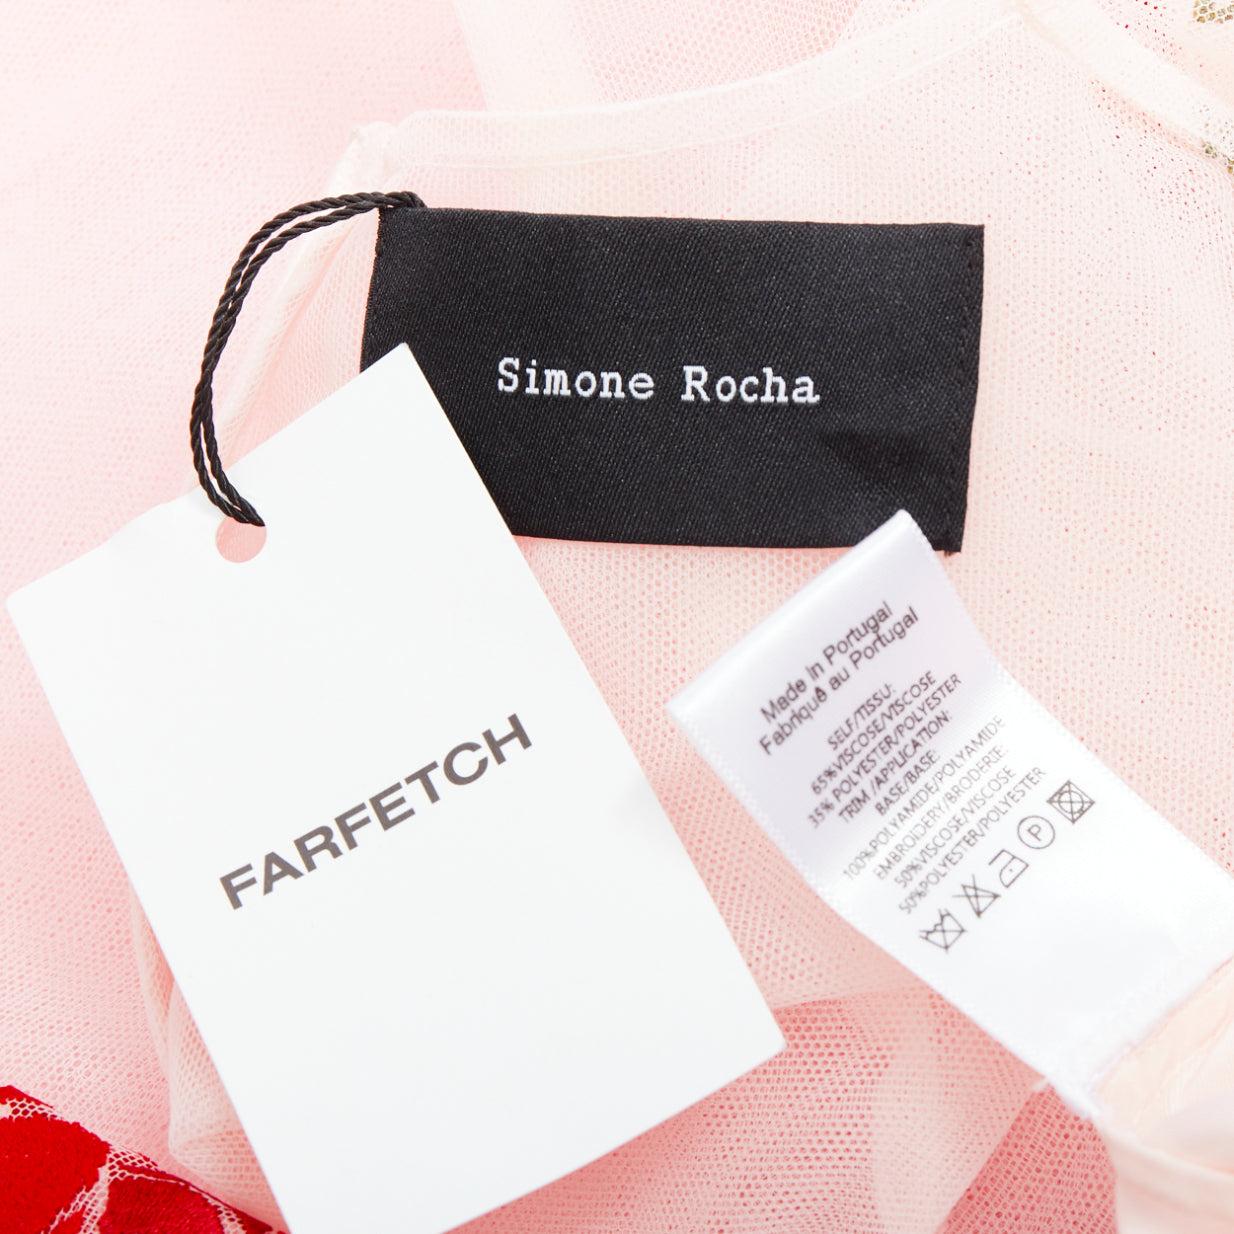 Simone Rocha
FARFETCH
Made in Portugal
Fabriqué au Portugal
SELF/TISSU:
65%VISCOSE/VISCOSE
35% POLYESTER/POLYESTER
TRIM /APPLICATION:
BASE/BASE:
100%POLYAMIDE/POLYAMIDE
EMBROIDERY/BRODERIE:
50%VISCOSE/VISCOSE
50%POLYESTER/POLYESTER
P